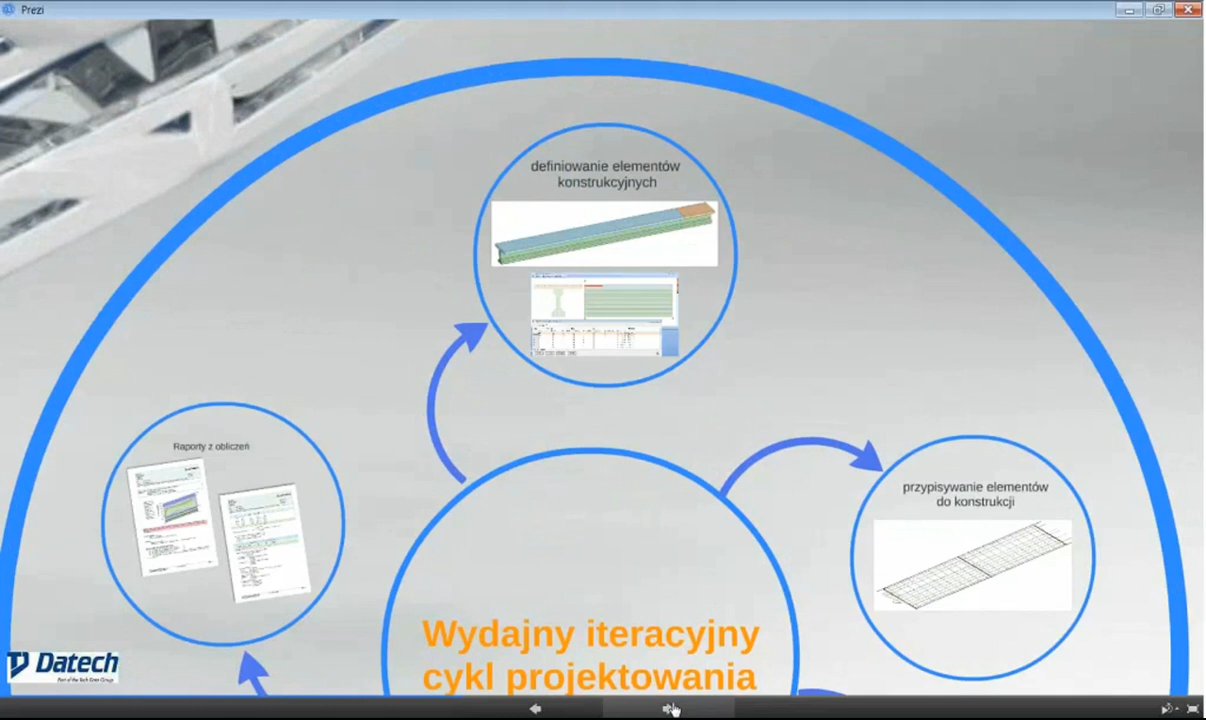 Prezi
definiowanie elementów
konstrukcyjnych
Raporty z obliczeń
przypisywanie elementów
do konstrukcji
Wydajny iteracyjny
cykl projektowania
Datech
Part of the Tech Data Group